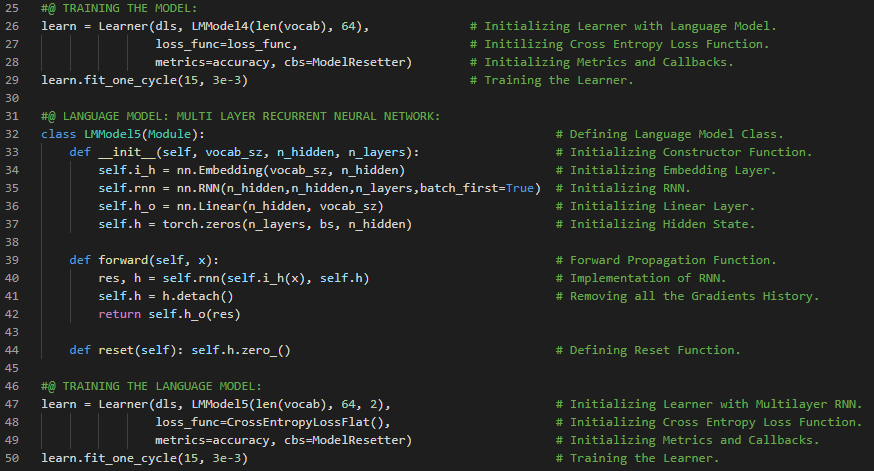 25 #@ TRAINING THE MODEL:
26 learn = Learner(dls, LMModel4(len(vocab), 64), # Initializing Learner with Language Model.
27 loss_func=loss_func, # Initilizing Cross Entropy Loss Function.
28 metrics=accuracy, cbs=ModelResetter) # Initializing Metrics and Callbacks.
29 learn.fit_one_cycle(15, 3e-3) # Training the Learner.
30
31 #@ LANGUAGE MODEL: MULTI LAYER RECURRENT NEURAL NETWORK:
32 class LMModel5(Module): # Defining Language Model Class.
33 def __init__(self, vocab_sz, n_hidden, n_layers): # Initializing Constructor Function.
34 self.i_h = nn.Embedding(vocab_sz, n_hidden) # Initializing Embedding Layer.
35 self.rnn = nn.RNN(n_hidden,n_hidden,n_layers,batch_first=True) # Initializing RNN.
36 self.h_o = nn.Linear(n_hidden, vocab_sz) # Initializing Linear Layer.
37 self.h = torch.zeros(n_layers, bs, n_hidden) # Initializing Hidden State.
38
39 def forward(self, x): # Forward Propagation Function.
40 res, h = self.rnn(self.i_h(x), self.h) # Implementation of RNN.
41 self.h = h.detach() # Removing all the Gradients History.
42 return self.h_o(res)
43
44 def reset(self): self.h.zero_() # Defining Reset Function.
45
46 #@ TRAINING THE LANGUAGE MODEL:
47 learn = Learner(dls, LMModel5(len(vocab), 64, 2), # Initializing Learner with Multilayer RNN.
48 loss_func=CrossEntropyLossFlat(), # Initializing Cross Entropy Loss Function.
49 metrics=accuracy, cbs=ModelResetter) # Initializing Metrics and Callbacks.
50 learn.fit_one_cycle(15, 3e-3) # Training the Learner.